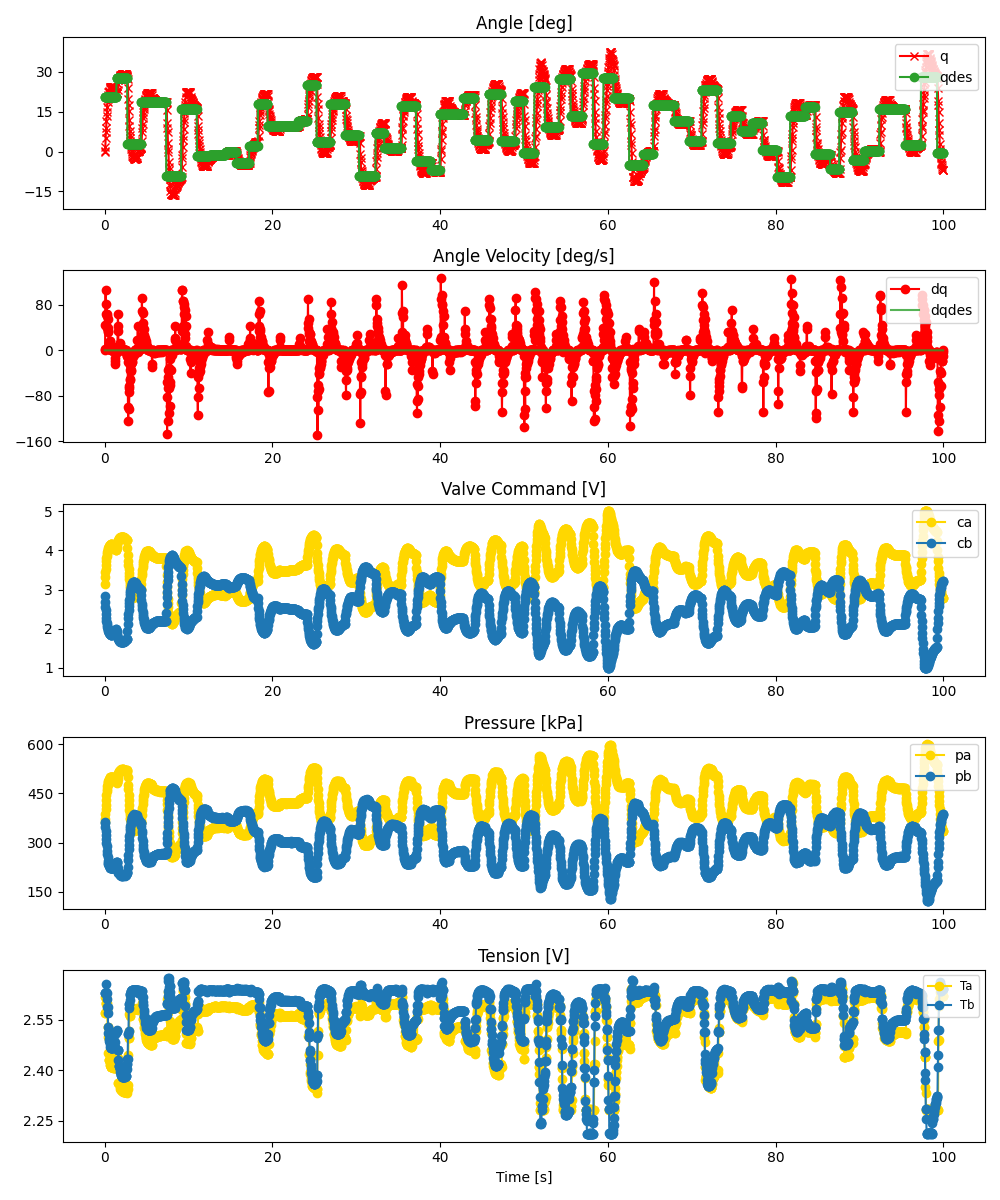 Angle [deg]
30
15
0
−15
q
qdes
0 20 40 60 80 100
Angle Velocity [deg/s]
80
0
−80
−160
dq
dqdes
0 20 40 60 80 100
Valve Command [V]
5
4
3
2
1
ca
cb
0 20 40 60 80 100
Pressure [kPa]
600
450
300
150
pa
pb
0 20 40 60 80 100
Tension [V]
2.55
2.40
2.25
Ta
Tb
0 20 40 60 80 100
Time [s]